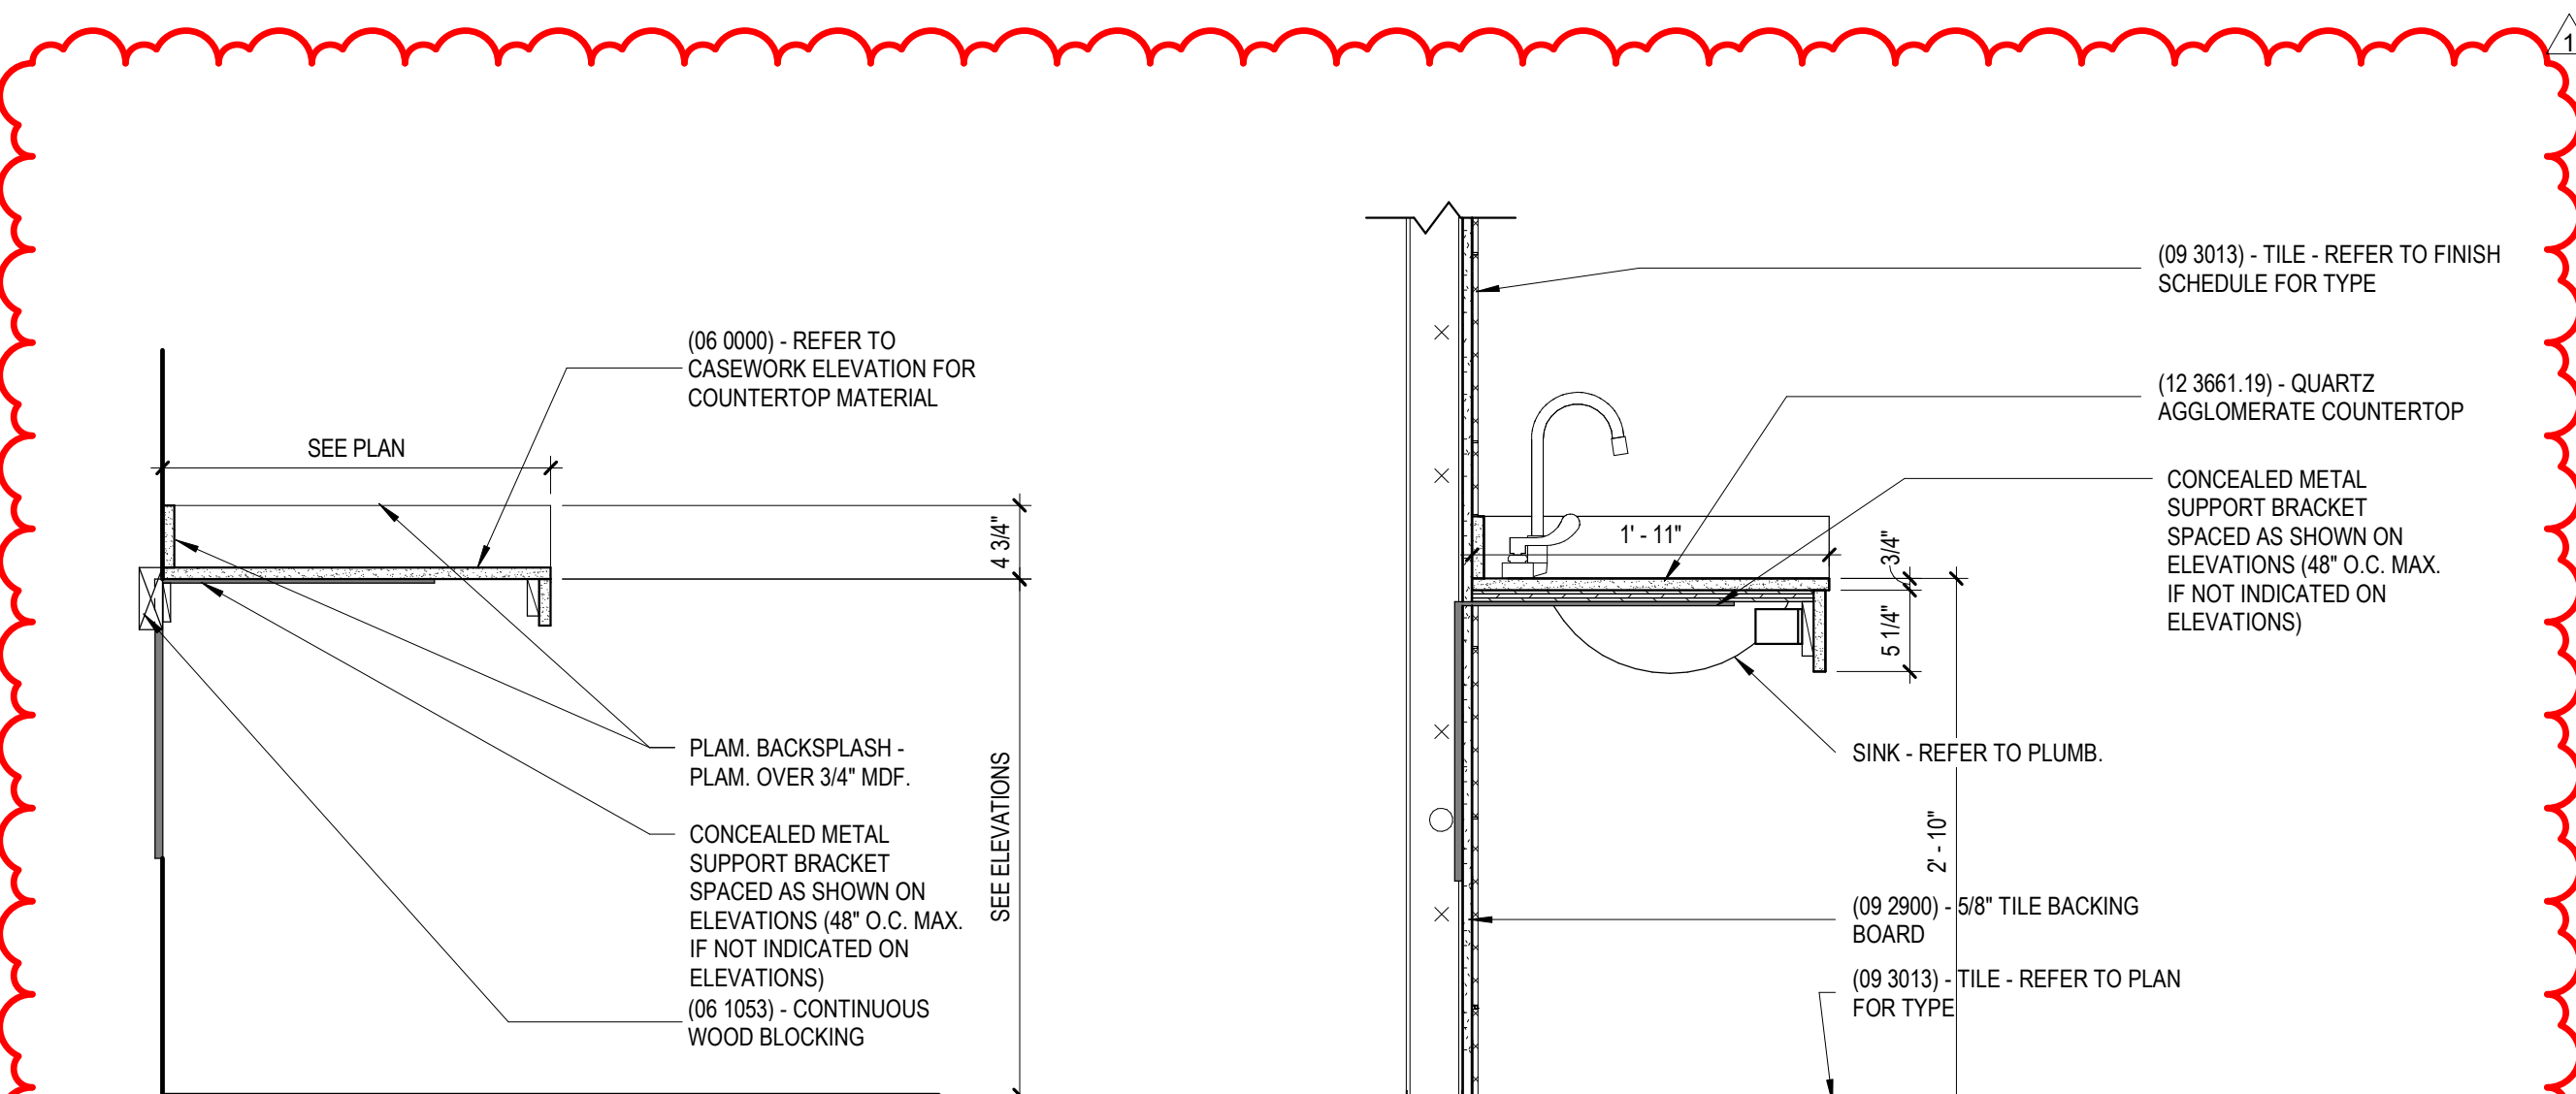 1
(06 0000) - REFER TO
CASEWORK ELEVATION FOR
COUNTERTOP MATERIAL
SEE PLAN
4 3/4"
PLAM. BACKSPLASH -
PLAM. OVER 3/4" MDF.
CONCEALED METAL
SUPPORT BRACKET
SPACED AS SHOWN ON
ELEVATIONS (48" O.C. MAX.
IF NOT INDICATED ON
ELEVATIONS)
(06 1053) - CONTINUOUS
WOOD BLOCKING
SEE ELEVATIONS
(09 3013) - TILE - REFER TO FINISH
SCHEDULE FOR TYPE
(12 3661.19) - QUARTZ
AGGLOMERATE COUNTERTOP
CONCEALED METAL
SUPPORT BRACKET
SPACED AS SHOWN ON
ELEVATIONS (48" O.C. MAX.
IF NOT INDICATED ON
ELEVATIONS)
1' - 11"
3/4"
5 1/4"
SINK - REFER TO PLUMB.
2' - 10"
(09 2900) - 5/8" TILE BACKING
BOARD
(09 3013) - TILE - REFER TO PLAN
FOR TYPE